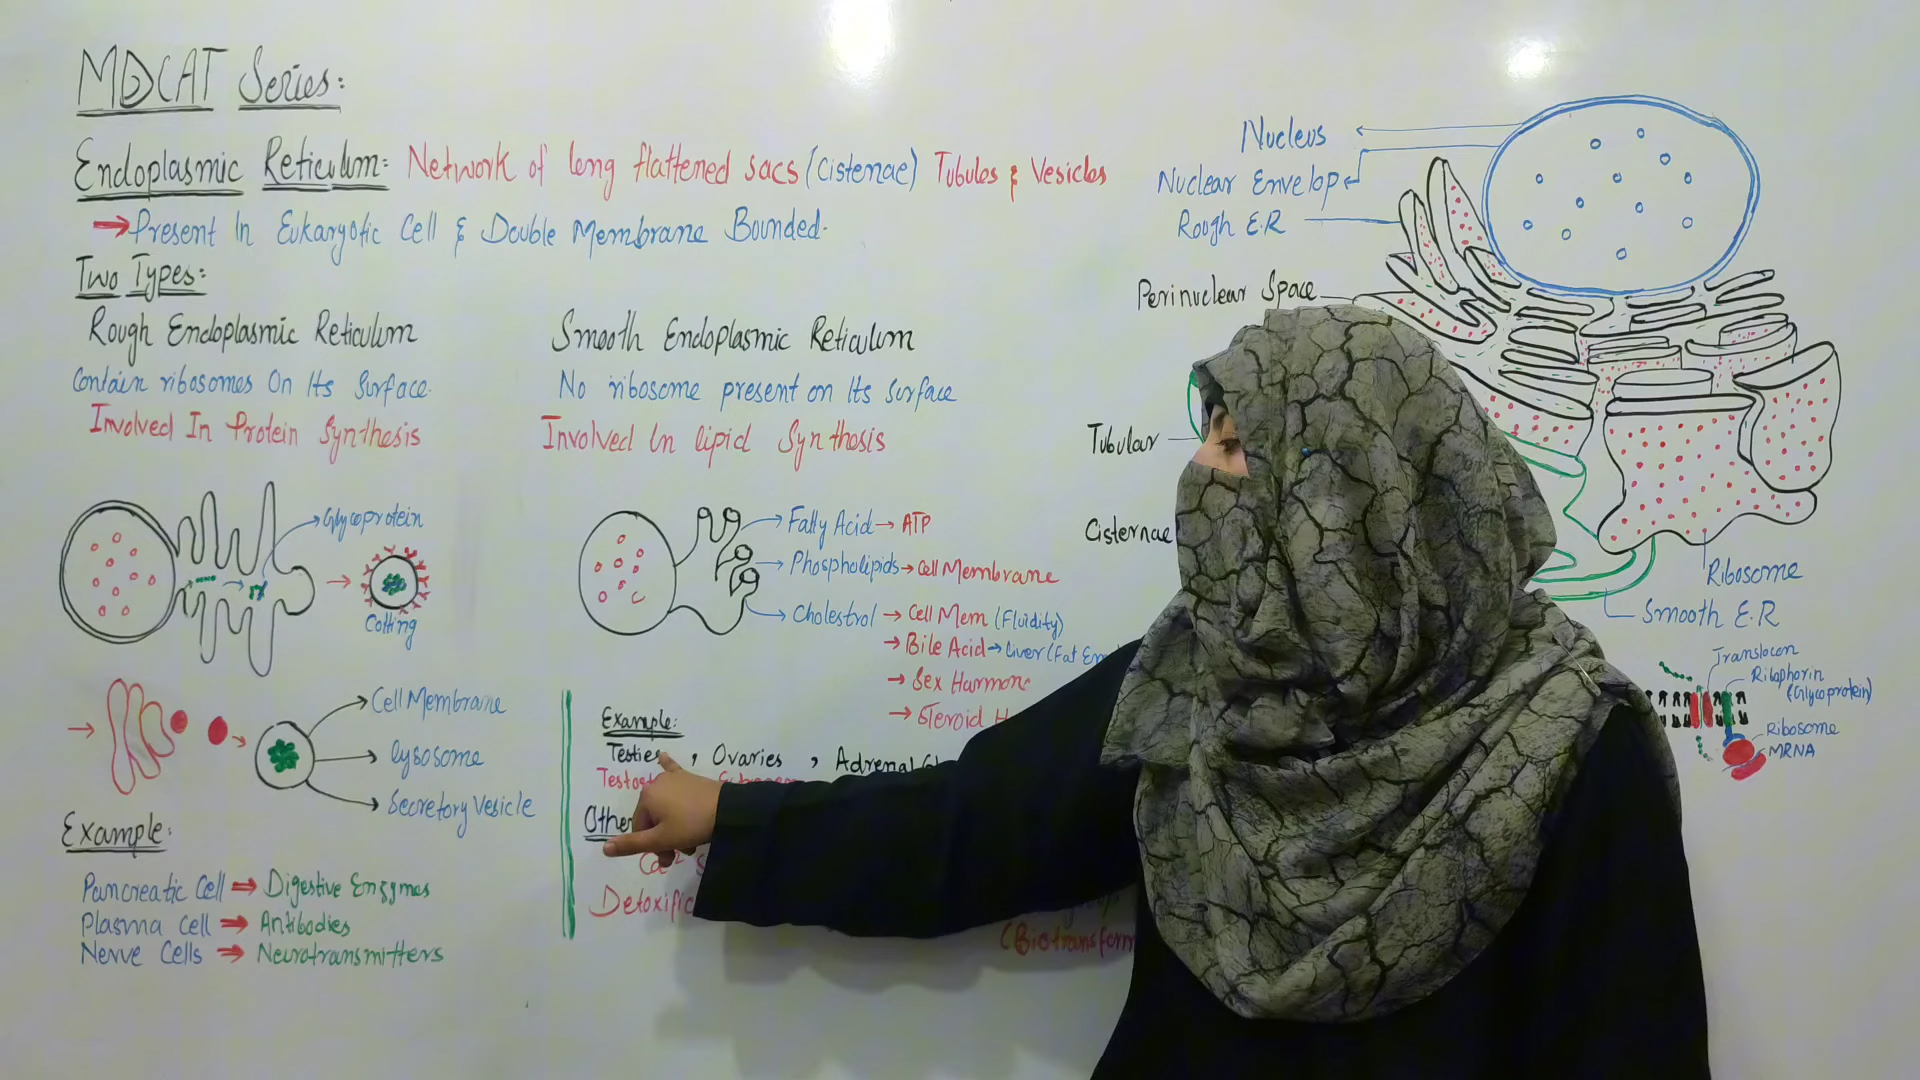 MDCAT Series:
Endoplasmic Reticulum: Network of long flattened sacs (Cisternae) Tubules & Vesicles
→ Present In Eukaryotic Cell & Double Membrane Bounded.
Two Types:
Rough Endoplasmic Reticulum
Contain ribosomes On Its Surface.
Involved In Protein Synthesis
Smooth Endoplasmic Reticulum
No ribosome present on Its Surface
Involved In lipid Synthesis
Glycoprotein
Cotting
Cell Membrane
lysosome
Secretory Vesicle
Example:
Pancreatic Cell ⇒ Digestive Enzymes
Plasma Cell ⇒ Antibodies
Nerve Cells ⇒ Neurotransmitters
Fatty Acid → ATP
Phospholipids → Cell Membrane
Cholestrol → Cell Mem (Fluidity)
→ Bile Acid → Liver (Fat
→ Sex Harmone
→ Steroid
Example:
Testies, Ovaries, Adrenal
Detoxific
Nucleus
Nuclear Envelop
Rough E.R
Perinuclear Space
Tubular
Cisternae
Ribosome
Smooth E.R
Translocon
Ribophorin
(Glycoprotein)
Ribosome
MRNA